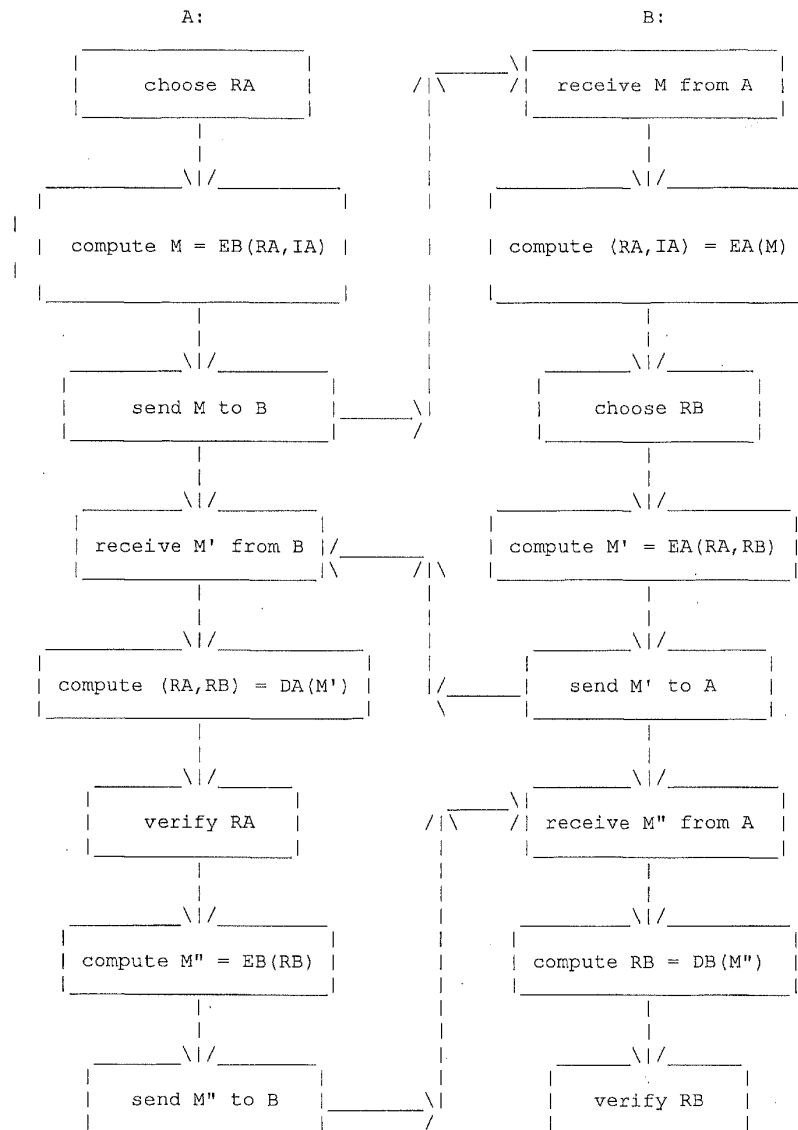 A:
B:
choose RA
receive M from A
compute M = EB(RA,IA)
compute (RA,IA) = EA(M)
send M to B
choose RB
receive M' from B
compute M' = EA(RA,RB)
compute (RA,RB) = DA(M')
send M' to A
verify RA
receive M" from A
compute M" = EB(RB)
compute RB = DB(M")
send M" to B
verify RB